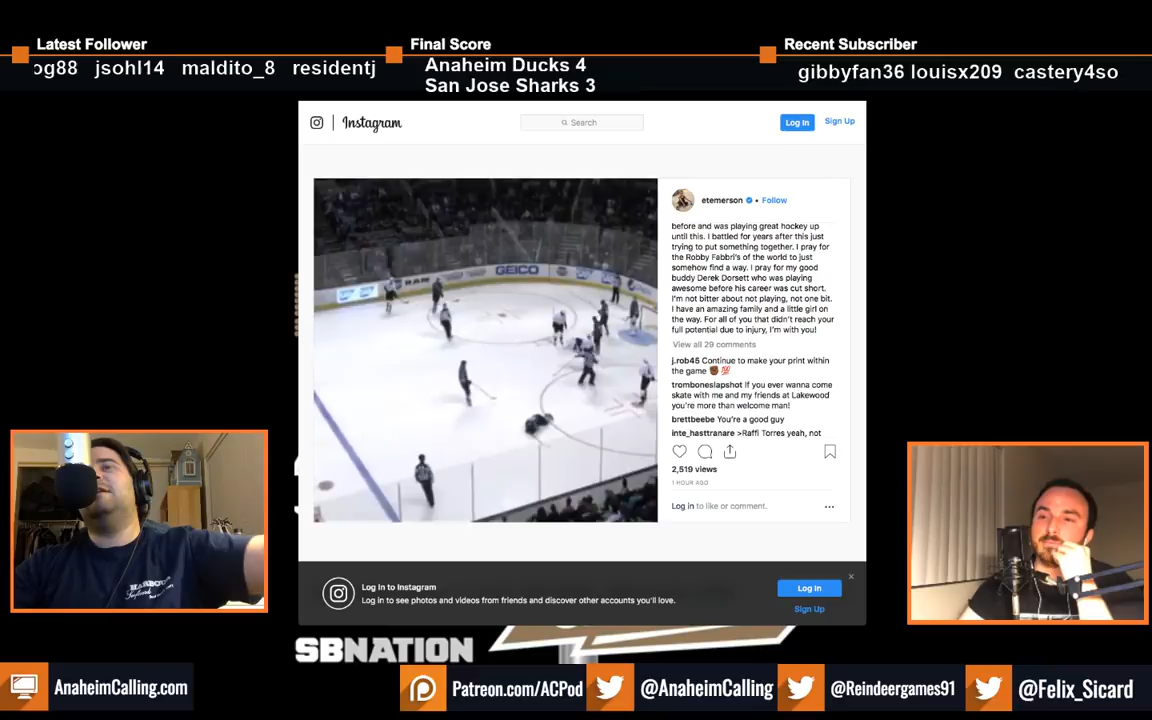 Latest Follower
og88 jsohl14 maldito_8 residentj
Final Score
Anaheim Ducks 4
San Jose Sharks 3
Recent Subscriber
gibbyfan36 louisx209 castery4so
Instagram
Search
Log In
Sign Up
etemerson • Follow
before and was playing great hockey up
until this. I battled for years after this just
trying to put something together. I pray for
the Robby Fabbri's of the world to just
somehow find a way. I pray for my good
buddy Derek Dorsett who was playing
awesome before his career was cut short.
I'm not bitter about not playing, not one bit.
I have an amazing family and a little girl on
the way. For all of you that didn't reach your
full potential due to injury, I'm with you!
View all 29 comments
j.rob45 Continue to make your print within
the game ✊🏾 💯
tromboneslapshot If you ever wanna come
skate with me and my friends at Lakewood
you're more than welcome man!
brettbeebe You're a good guy
inte_hasttranare >Raffi Torres yeah, not
2,519 views
1 HOUR AGO
Log in to like or comment.
GEICO
RAM
SAP
Log In to Instagram
Log in to see photos and videos from friends and discover other accounts you'll love.
Log In
Sign Up
HARBOUR
SBNATION
AnaheimCalling.com
Patreon.com/ACPod
@AnaheimCalling
@Reindeergames91
@Felix_Sicard